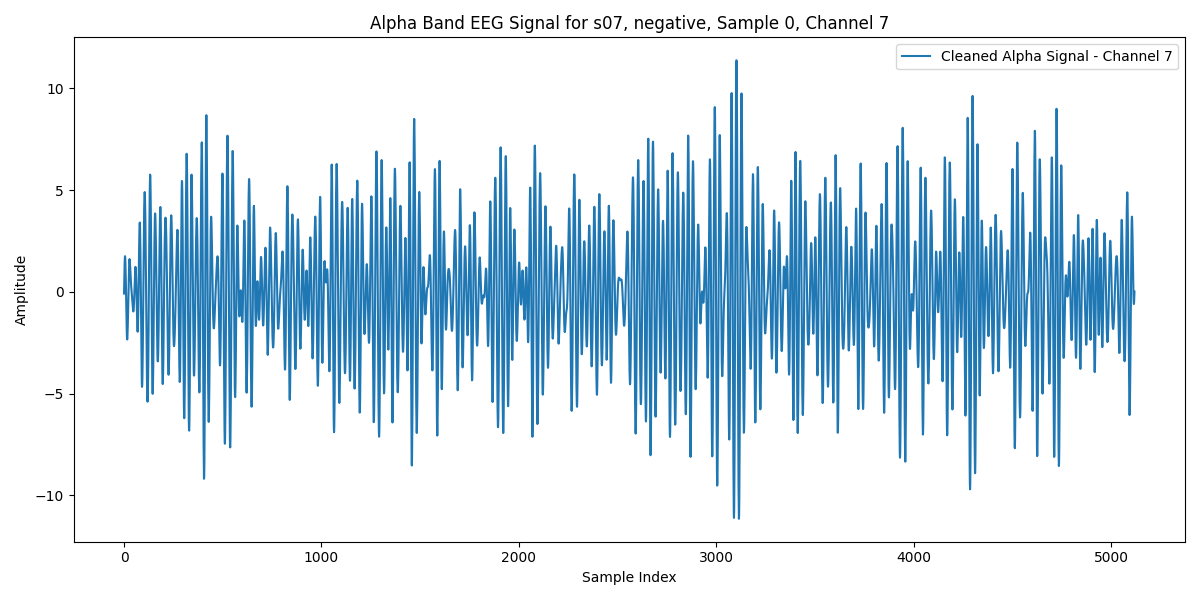 Alpha Band EEG Signal for s07, negative, Sample 0, Channel 7
Cleaned Alpha Signal - Channel 7
10
5
0
−5
−10
Amplitude
0 1000 2000 3000 4000 5000
Sample Index